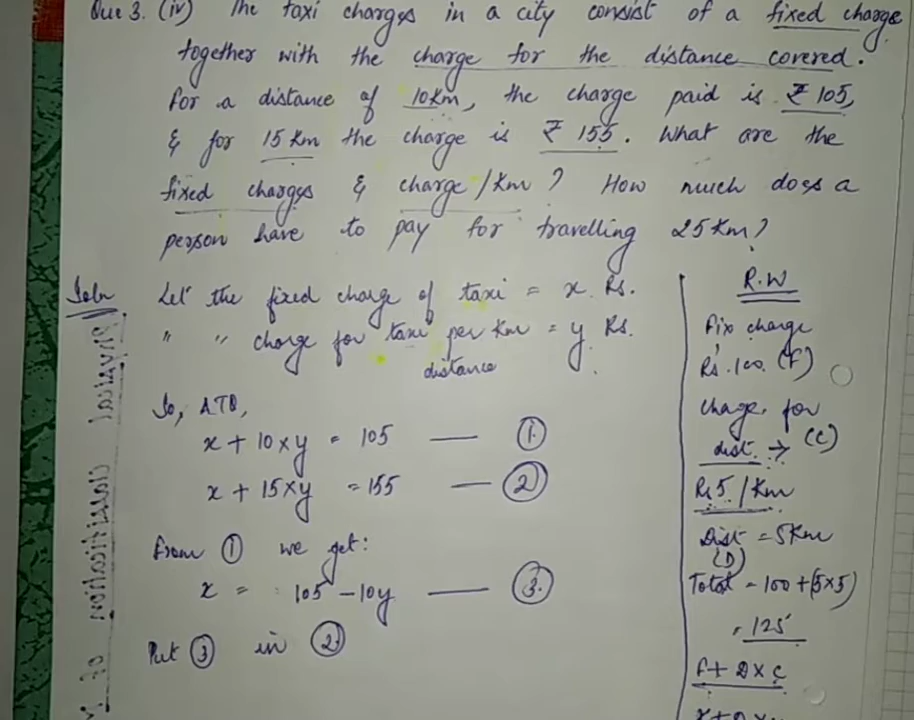 Que 3. (iv) The taxi charges in a city consist of a fixed charge
together with the charge for the distance covered.
For a distance of 10km, the charge paid is ₹ 105,
& for 15 km the charge is ₹ 155. What are the
fixed charges & charge/km? How much does a
person have to pay for travelling 25km?
Soln Let the fixed charge of taxi = x Rs.
" " charge for taxi per km = y Rs.
distance
So, ATQ,
x + 10xy = 105 — ①
x + 15xy = 155 — ②
From ① we get:
x = 105 - 10y — ③
Put ③ in ②
R.W
Fix charge
Rs.100. (F)
Charge. for
dist. → (C)
Rs 5./km
Dist = 5km
(D)
Total = 100 + (5x5)
= 125
F + D x C